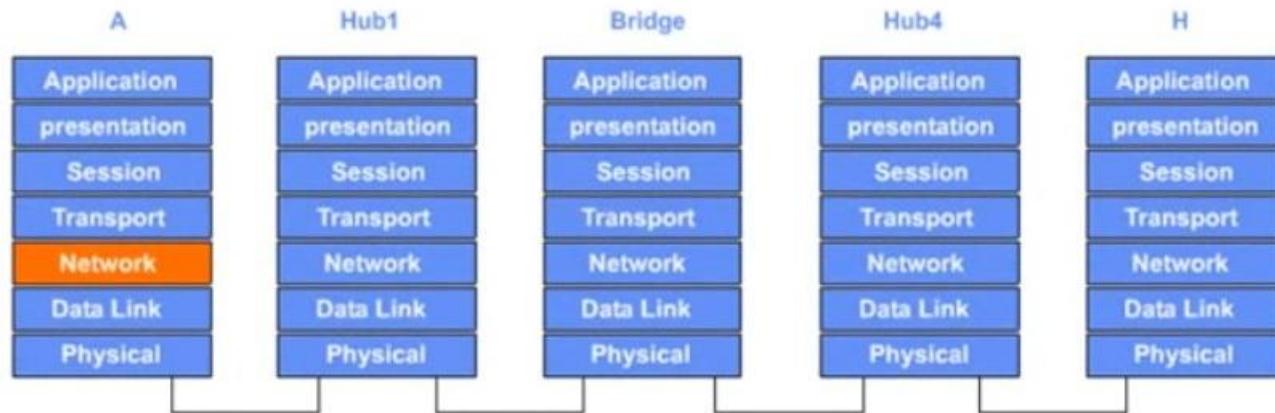 A Hub1 Bridge Hub4 H
Application Application Application Application Application
presentation presentation presentation presentation presentation
Session Session Session Session Session
Transport Transport Transport Transport Transport
Network Network Network Network Network
Data Link Data Link Data Link Data Link Data Link
Physical Physical Physical Physical Physical